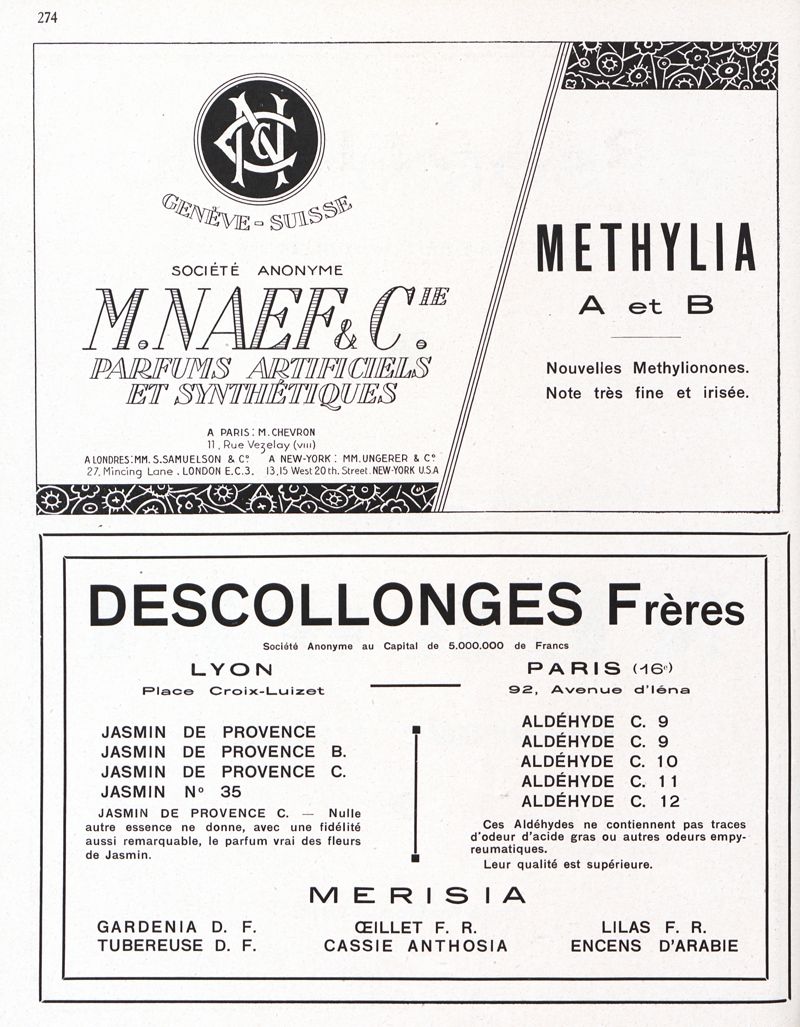 274
GENÈVE - SUISSE
SOCIÉTÉ ANONYME
M. NAEF & C.IE
PARFUMS ARTIFICIELS
ET SYNTHÉTIQUES
A PARIS: M. CHEVRON
11, Rue Vezelay (VIII)
A LONDRES: MM. S. SAMUELSON & Cº A NEW-YORK: MM. UNGERER & Cº
27, Mincing Lane. LONDON E.C.3. 13,15 West 20th. Street. NEW-YORK U.S.A
METHYLIA
A et B
Nouvelles Methylionones.
Note très fine et irisée.
DESCOLLONGES Frères
Société Anonyme au Capital de 5.000.000 de Francs
LYON
Place Croix-Luizet
PARIS (16e)
92, Avenue d'Iéna
JASMIN DE PROVENCE
JASMIN DE PROVENCE B.
JASMIN DE PROVENCE C.
JASMIN Nº 35
JASMIN DE PROVENCE C. — Nulle
autre essence ne donne, avec une fidélité
aussi remarquable, le parfum vrai des fleurs
de Jasmin.
ALDÉHYDE C. 9
ALDÉHYDE C. 9
ALDÉHYDE C. 10
ALDÉHYDE C. 11
ALDÉHYDE C. 12
Ces Aldéhydes ne contiennent pas traces
d'odeur d'acide gras ou autres odeurs empy-
reumatiques.
Leur qualité est supérieure.
MERISIA
GARDENIA D. F. ŒILLET F. R. LILAS F. R.
TUBEREUSE D. F. CASSIE ANTHOSIA ENCENS D'ARABIE